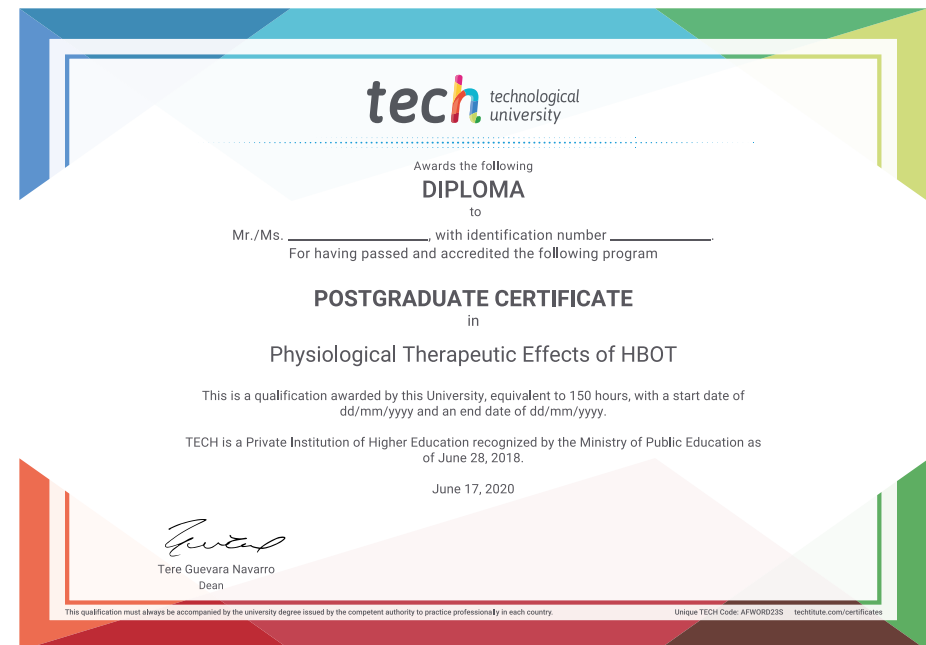 tech technological
university
Awards the following
DIPLOMA
to
Mr./Ms. ____________________, with identification number ______________.
For having passed and accredited the following program
POSTGRADUATE CERTIFICATE
in
Physiological Therapeutic Effects of HBOT
This is a qualification awarded by this University, equivalent to 150 hours, with a start date of
dd/mm/yyyy and an end date of dd/mm/yyyy.
TECH is a Private Institution of Higher Education recognized by the Ministry of Public Education as
of June 28, 2018.
June 17, 2020
Tere Guevara Navarro
Dean
This qualification must always be accompanied by the university degree issued by the competent authority to practice professionally in each country.
Unique TECH Code: AFWORD23S techtitute.com/certificates